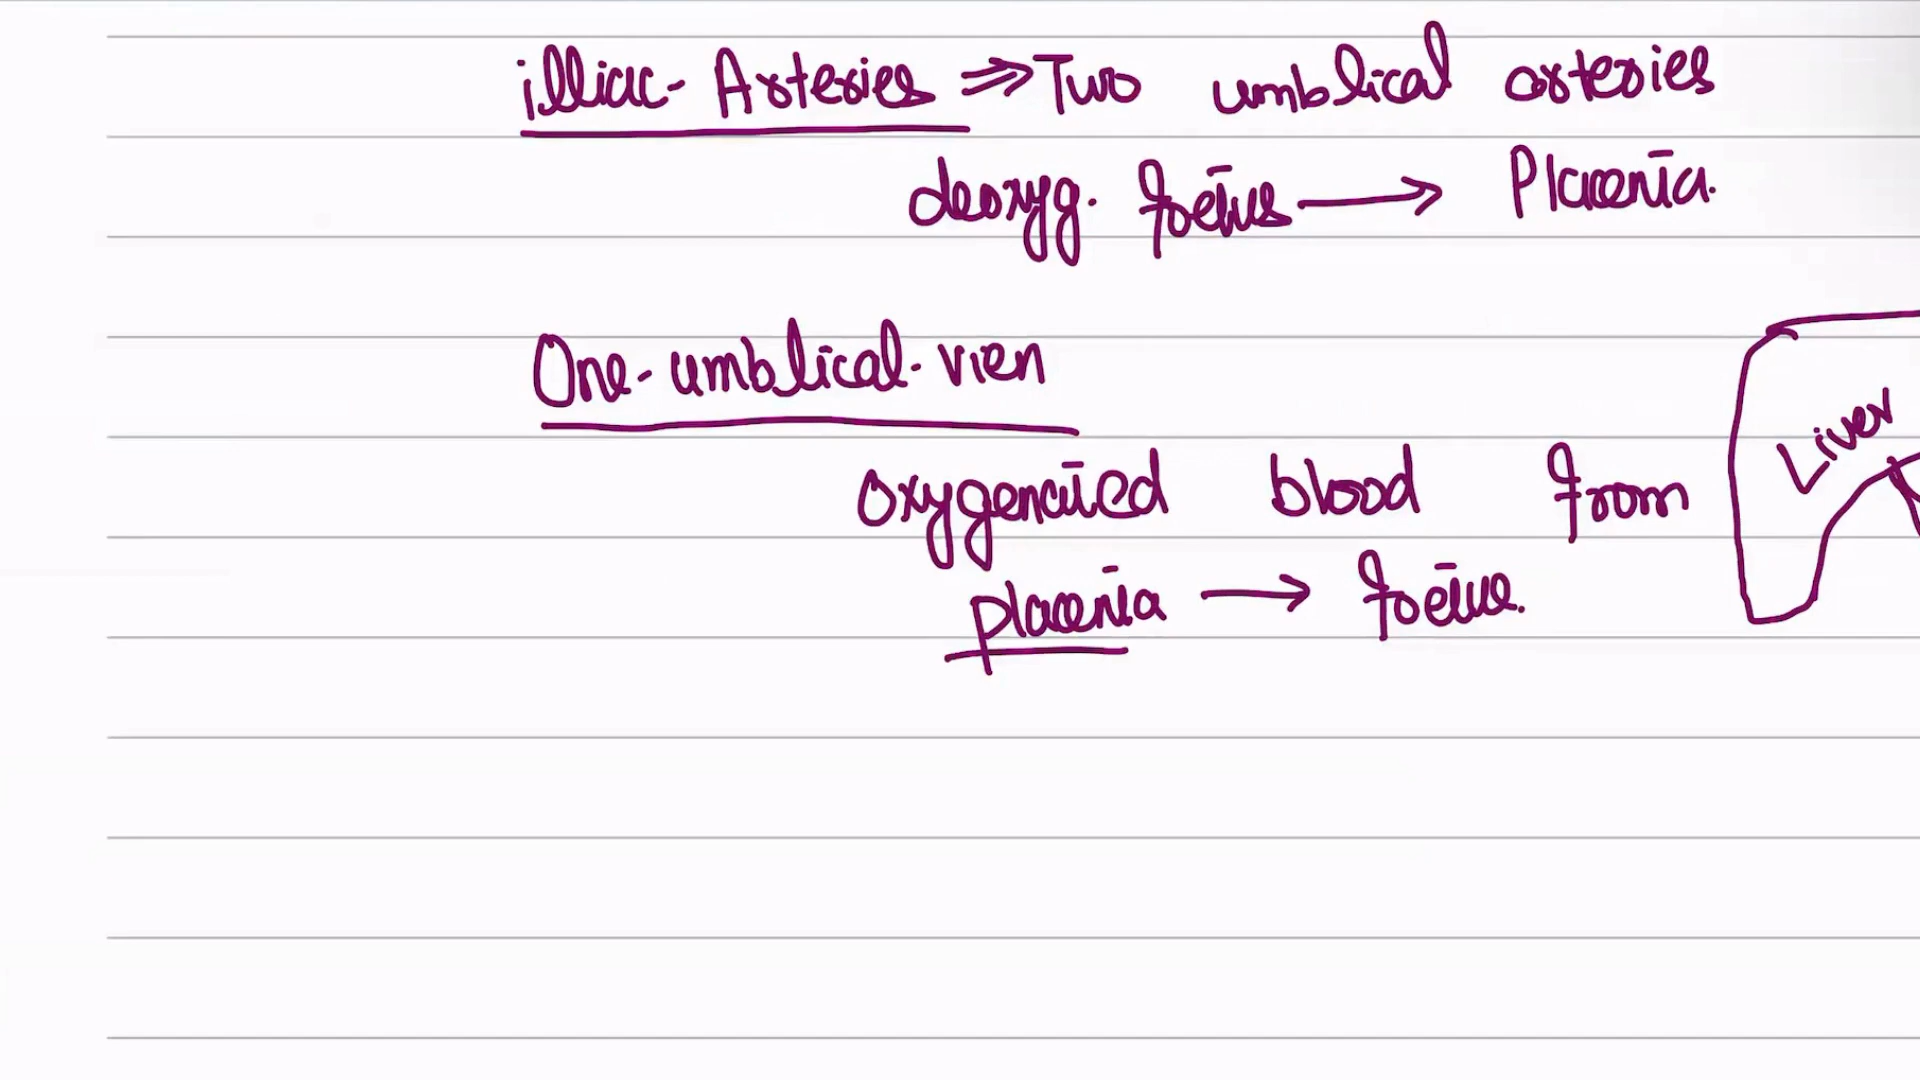 illiac- Arteries ⇒ Two umblical arteries
deoxyg. foetus → Placenta.
One- umblical- vien
Oxygenated blood from
placenta → foetus.
Liver